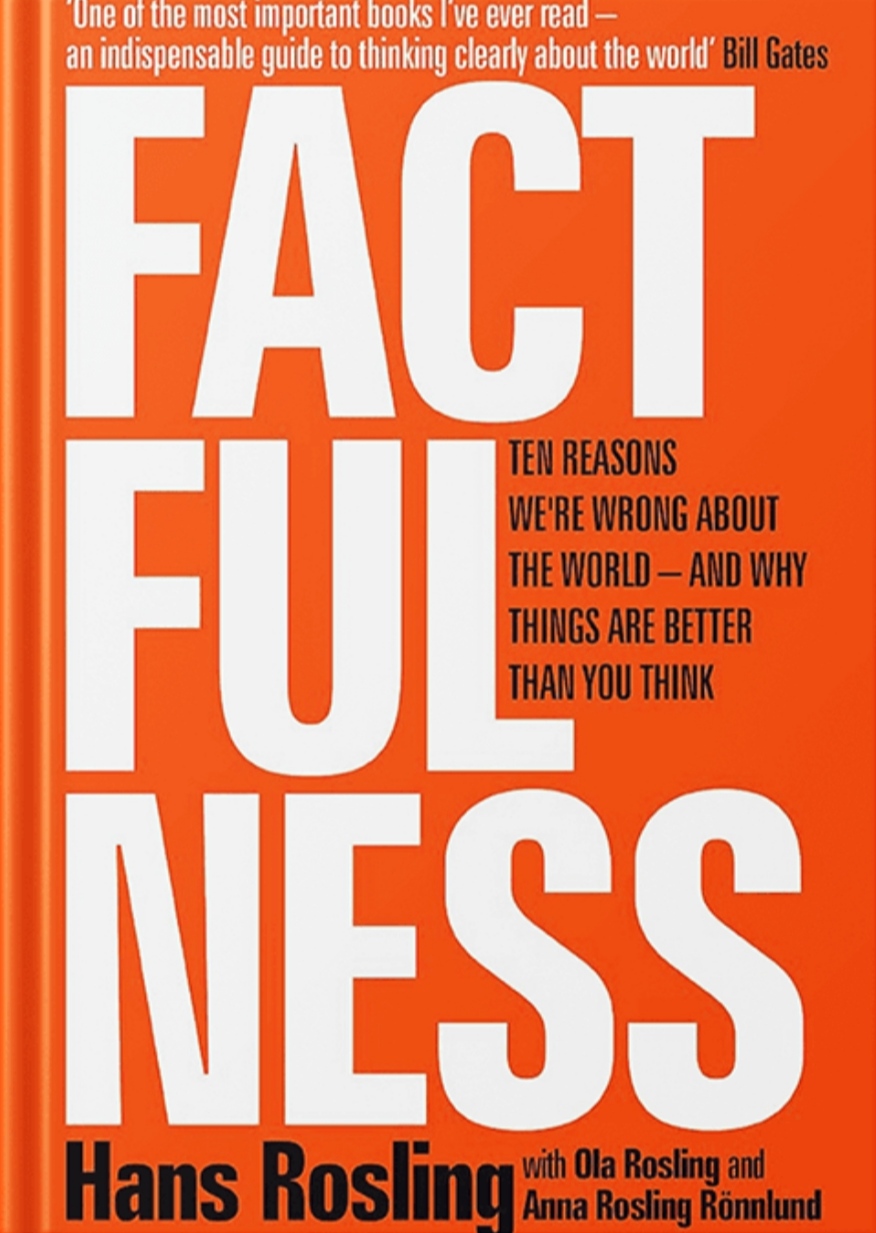 'One of the most important books I've ever read –
an indispensable guide to thinking clearly about the world' Bill Gates
FACT
FUL
TEN REASONS
WE'RE WRONG ABOUT
THE WORLD – AND WHY
THINGS ARE BETTER
THAN YOU THINK
NESS
Hans Rosling with Ola Rosling and
Anna Rosling Rönnlund